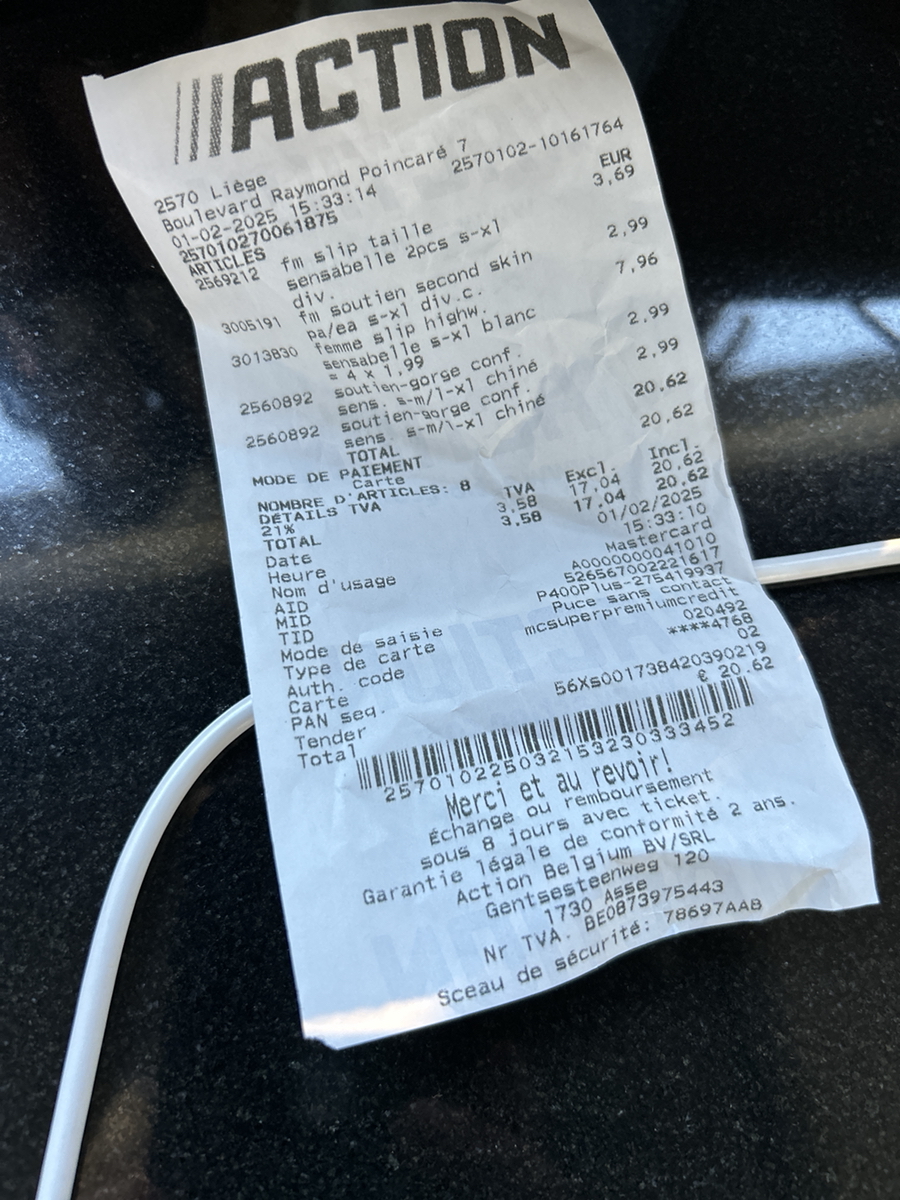 ACTION
2570 Liège
Boulevard Raymond Poincaré 7
01-02-2025 15:33:14 2570102-10161764
257010270061875
ARTICLES EUR
2569212 fm slip taille 3,69
sensabelle 2pcs s-xl
div.
3005191 fm soutien second skin 2,99
pa/ea s-xl div.c.
3013830 femme slip highw. 7,96
sensabelle s-xl blanc
= 4 x 1,99
2560892 soutien-gorge conf. 2,99
sens. s-m/l-xl chiné
2560892 soutien-gorge conf. 2,99
sens. s-m/l-xl chiné
TOTAL 20.62
MODE DE PAIEMENT
Carte 20,62
NOMBRE D'ARTICLES: 8
DÉTAILS TVA TVA Excl. Incl.
21% 3.58 17.04 20.62
TOTAL 3.58 17.04 20.62
Date 01/02/2025
Heure 15:33:10
Nom d'usage Mastercard
AID A0000000041010
MID 526567002221617
TID P400Plus-275419937
Mode de saisie Puce sans contact
Type de carte mcsuperpremiumcredit
Auth. code 020492
Carte ****4768
PAN seq. 02
Tender 56Xs001738420390219
Total € 20.62
257010225032153230333452
Merci et au revoir!
Échange ou remboursement
sous 8 jours avec ticket.
Garantie légale de conformité 2 ans.
Action Belgium BV/SRL
Gentsesteenweg 120
1730 Asse
Nr TVA. BE0873975443
Sceau de sécurité: 78697AAB